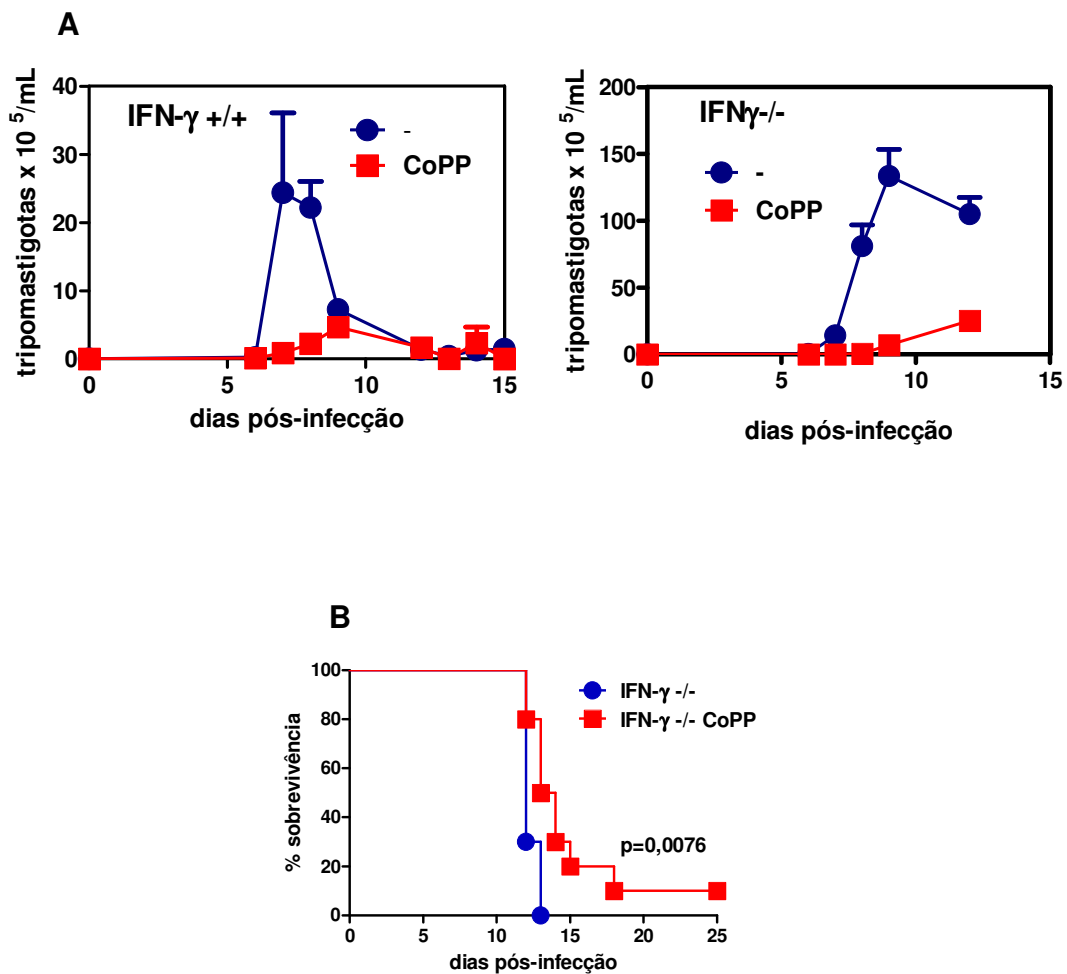 A
tripomastigotas x 10 5/mL
40
30
20
10
0
IFN-γ +/+
-
CoPP
0 5 10 15
dias pós-infecção
tripomastigotas x 10 5/mL
200
150
100
50
0
IFNγ-/-
-
CoPP
0 5 10 15
dias pós-infecção
B
% sobrevivência
100
80
60
40
20
0
IFN-γ -/-
IFN-γ -/- CoPP
p=0,0076
0 5 10 15 20 25
dias pós-infecção